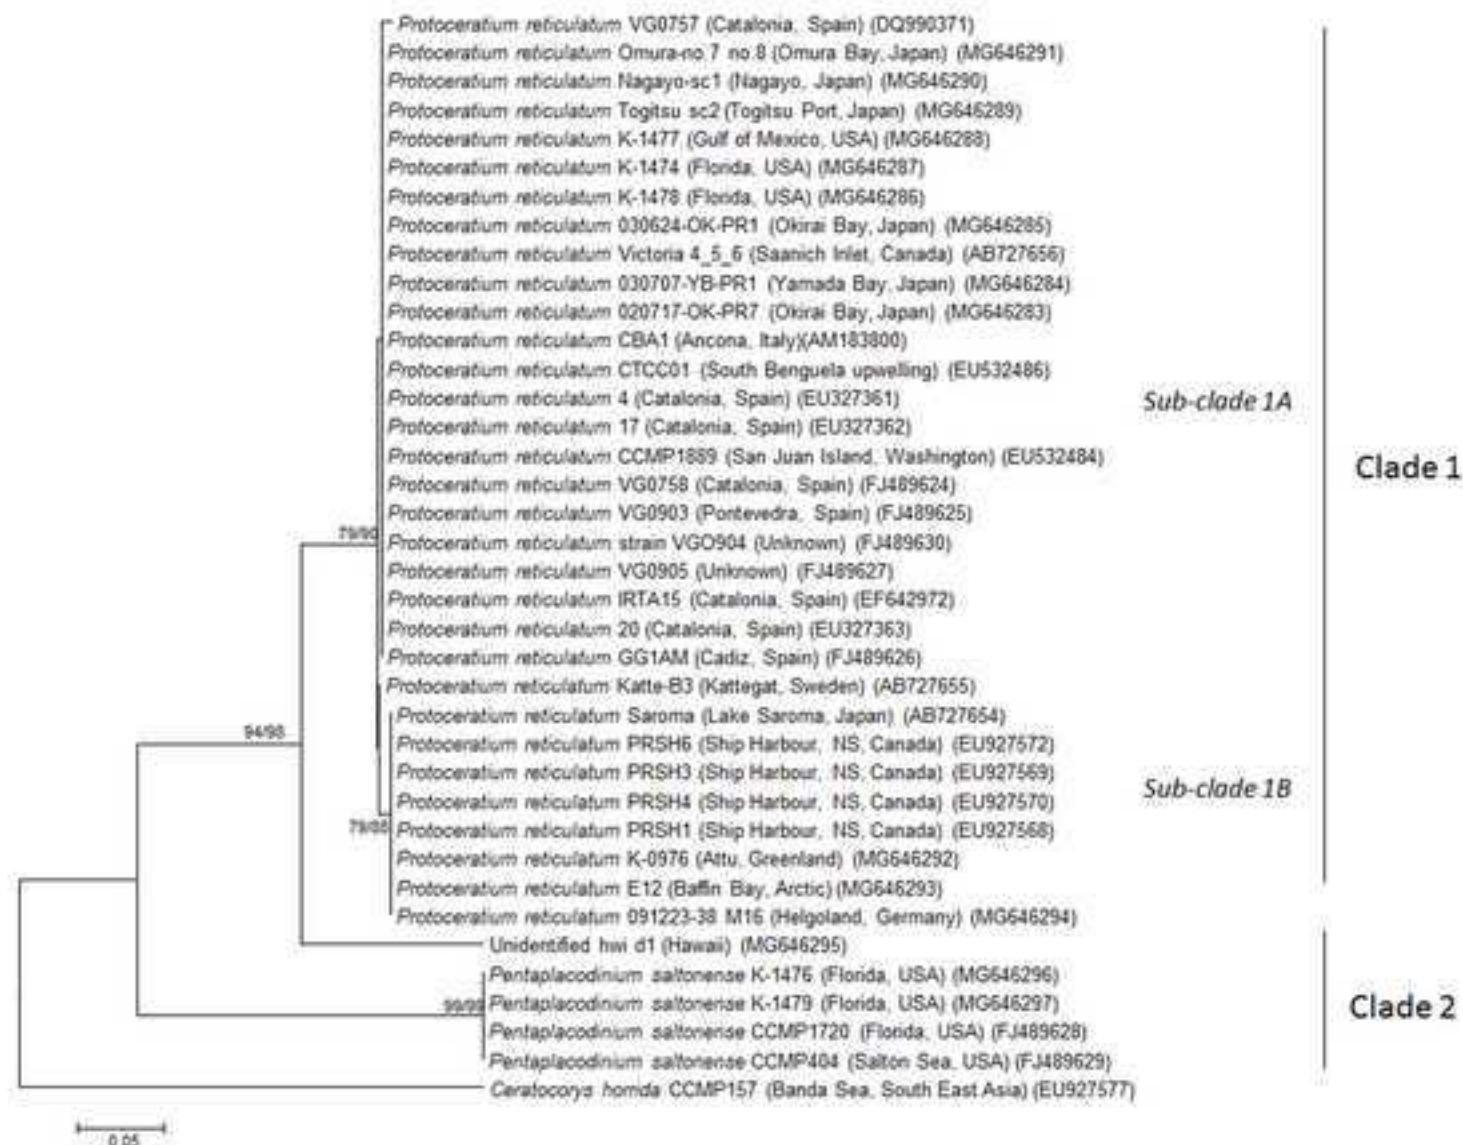 Protoceratium reticulatum VG0757 (Catalonia, Spain) (DQ990371)
Protoceratium reticulatum Omura-no.7 no.8 (Omura Bay, Japan) (MG646291)
Protoceratium reticulatum Nagayo-sc1 (Nagayo, Japan) (MG646290)
Protoceratium reticulatum Togitsu sc2 (Togitsu Port, Japan) (MG646289)
Protoceratium reticulatum K-1477 (Gulf of Mexico, USA) (MG646288)
Protoceratium reticulatum K-1474 (Florida, USA) (MG646287)
Protoceratium reticulatum K-1478 (Florida, USA) (MG646286)
Protoceratium reticulatum 030624-OK-PR1 (Okirai Bay, Japan) (MG646285)
Protoceratium reticulatum Victoria 4_5_6 (Saanich Inlet, Canada) (AB727656)
Protoceratium reticulatum 030707-YB-PR1 (Yamada Bay, Japan) (MG646284)
Protoceratium reticulatum 020717-OK-PR7 (Okirai Bay, Japan) (MG646283)
Protoceratium reticulatum CBA1 (Ancona, Italy)(AM183800)
Protoceratium reticulatum CTCC01 (South Benguela upwelling) (EU532486)
Protoceratium reticulatum 4 (Catalonia, Spain) (EU327361)
Sub-clade 1A
Protoceratium reticulatum 17 (Catalonia, Spain) (EU327362)
Protoceratium reticulatum CCMP1889 (San Juan Island, Washington) (EU532484)
Clade 1
Protoceratium reticulatum VG0758 (Catalonia, Spain) (FJ489624)
Protoceratium reticulatum VG0903 (Pontevedra, Spain) (FJ489625)
79/90
Protoceratium reticulatum strain VGO904 (Unknown) (FJ489630)
Protoceratium reticulatum VG0905 (Unknown) (FJ489627)
Protoceratium reticulatum IRTA15 (Catalonia, Spain) (EF642972)
Protoceratium reticulatum 20 (Catalonia, Spain) (EU327363)
Protoceratium reticulatum GG1AM (Cadiz, Spain) (FJ489626)
Protoceratium reticulatum Katte-B3 (Kattegat, Sweden) (AB727655)
Protoceratium reticulatum Saroma (Lake Saroma, Japan) (AB727654)
94/98
Protoceratium reticulatum PRSH6 (Ship Harbour, NS, Canada) (EU927572)
Protoceratium reticulatum PRSH3 (Ship Harbour, NS, Canada) (EU927569)
Sub-clade 1B
Protoceratium reticulatum PRSH4 (Ship Harbour, NS, Canada) (EU927570)
Protoceratium reticulatum PRSH1 (Ship Harbour, NS, Canada) (EU927568)
Protoceratium reticulatum K-0976 (Attu, Greenland) (MG646292)
Protoceratium reticulatum E12 (Baffin Bay, Arctic) (MG646293)
Protoceratium reticulatum 091223-38 M16 (Helgoland, Germany) (MG646294)
Unidentified hwi d1 (Hawaii) (MG646295)
Pentaplacodinium saltonense K-1476 (Florida, USA) (MG646296)
99/99
Pentaplacodinium saltonense K-1479 (Florida, USA) (MG646297)
Clade 2
Pentaplacodinium saltonense CCMP1720 (Florida, USA) (FJ489628)
Pentaplacodinium saltonense CCMP404 (Salton Sea, USA) (FJ489629)
Ceratocorys horrida CCMP157 (Banda Sea, South East Asia) (EU927577)
0.05